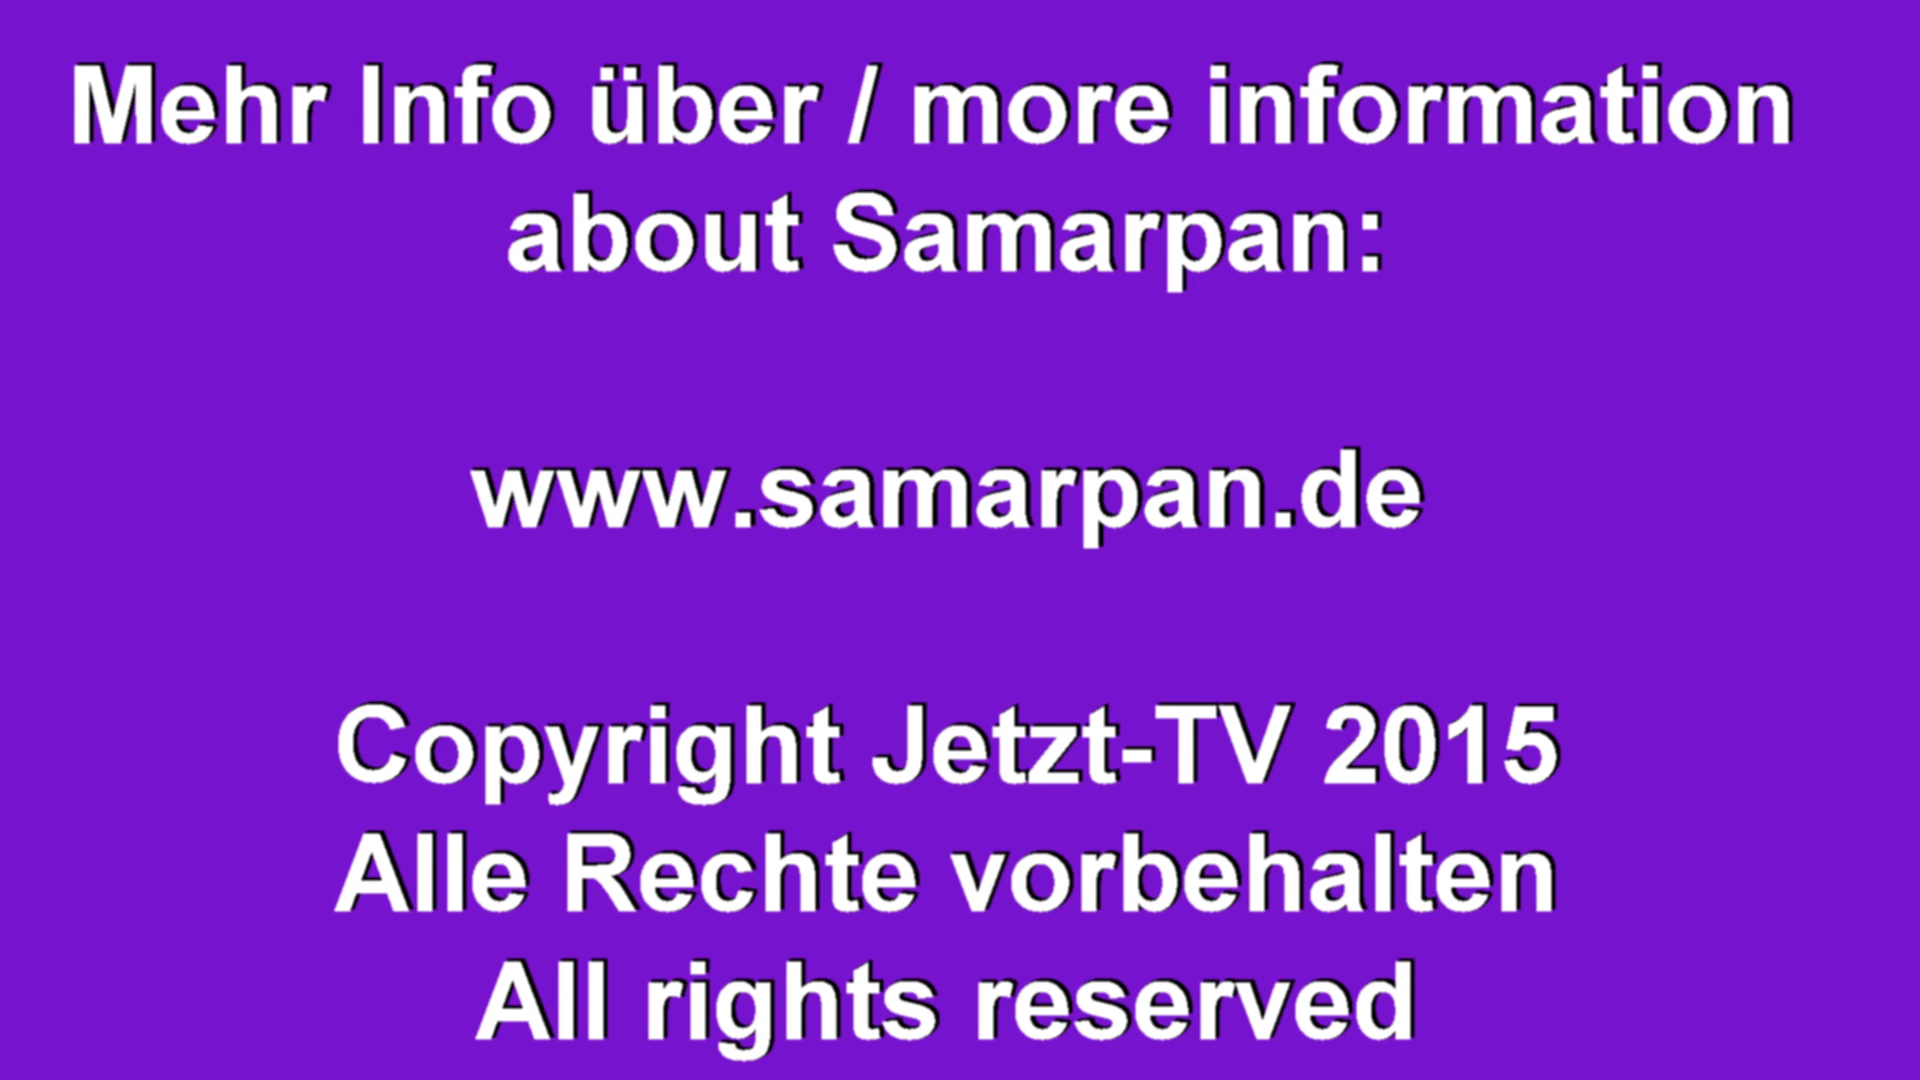 Mehr Info über / more information
about Samarpan:
www.samarpan.de
Copyright Jetzt-TV 2015
Alle Rechte vorbehalten
All rights reserved